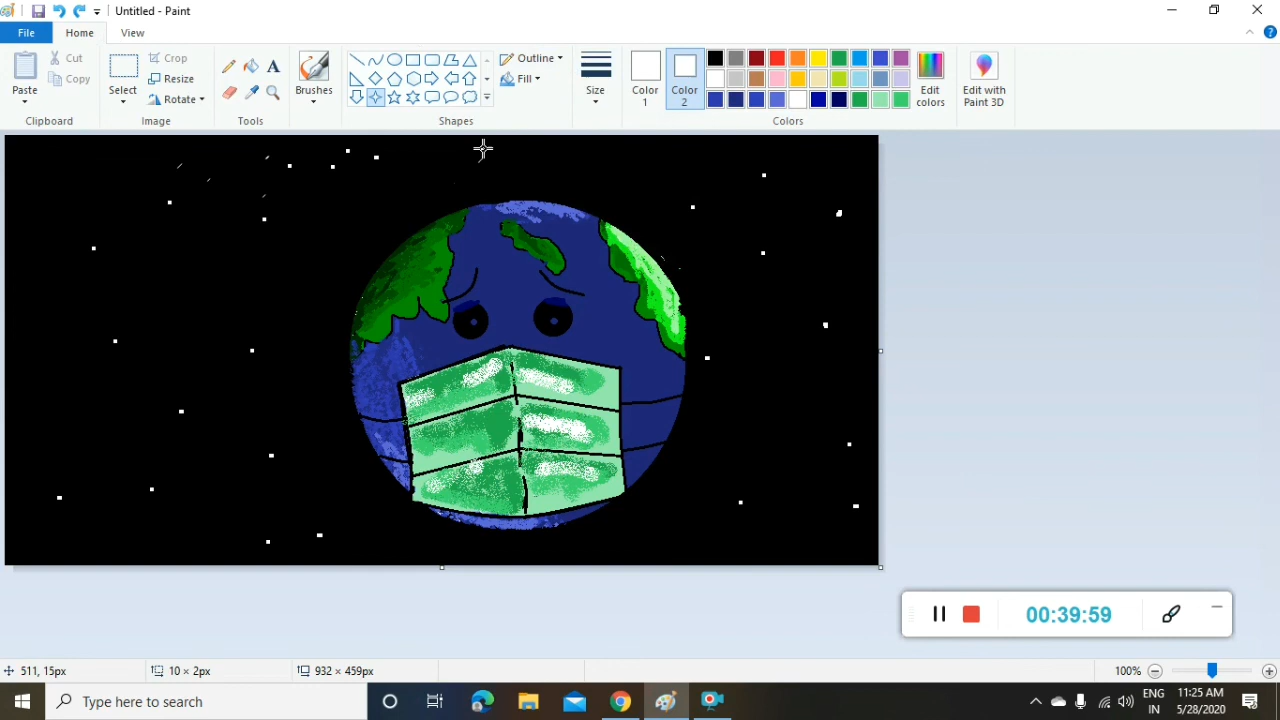 Untitled - Paint
File
Home
View
Paste
Cut
Copy
Clipboard
Select
Crop
Resize
Rotate
Image
A
Tools
Brushes
Outline
Fill
Shapes
Size
Color
1
Color
2
Colors
Edit
colors
Edit with
Paint 3D
00:39:59
511, 15px
10 × 2px
932 × 459px
100%
Type here to search
ENG
IN
11:25 AM
5/28/2020